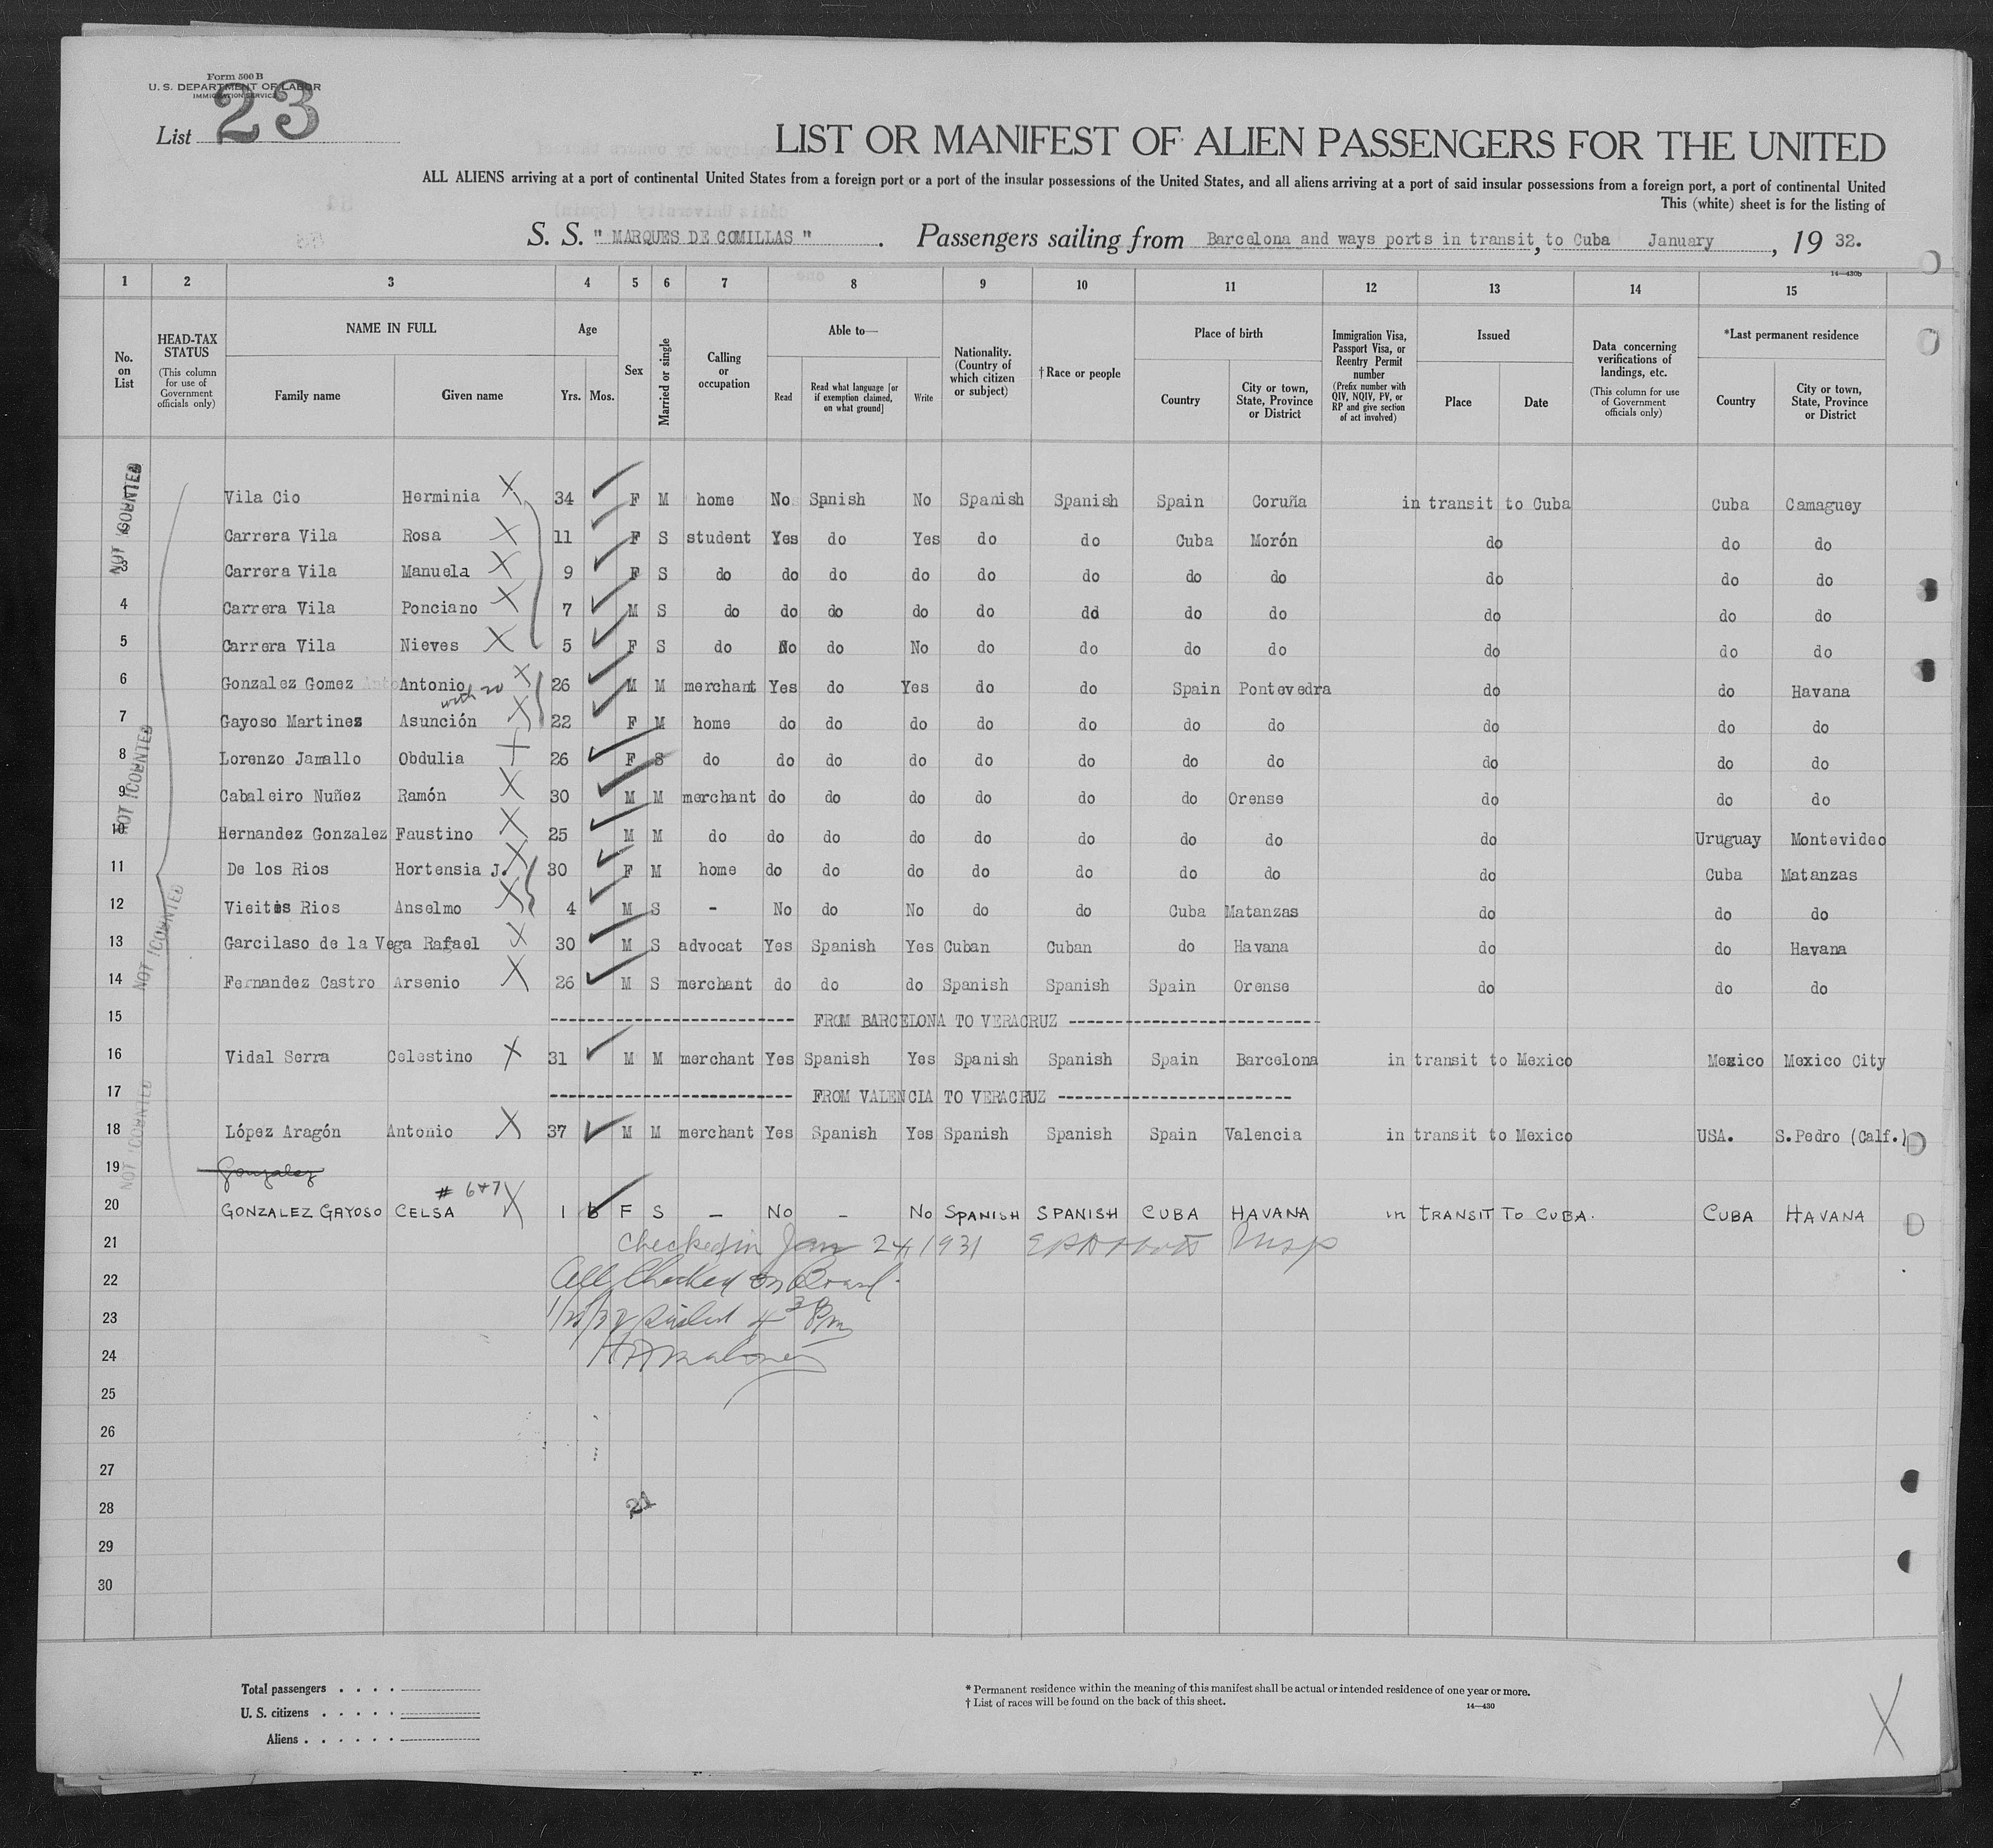 Form 500 B
U. S. DEPARTMENT OF LABOR
IMMIGRATION SERVICE
List 23
LIST OR MANIFEST OF ALIEN PASSENGERS FOR THE UNITED
ALL ALIENS arriving at a port of continental United States from a foreign port or a port of the insular possessions of the United States, and all aliens arriving at a port of said insular possessions from a foreign port, a port of continental United
This (white) sheet is for the listing of
S. S. " MARQUES DE COMILLAS " . Passengers sailing from Barcelona and ways ports in transit, to Cuba January , 19 32.
14—430b
1 2 3 4 5 6 7 8 9 10 11 12 13 14 15
No. on List
HEAD-TAX STATUS (This column for use of Government officials only)
NAME IN FULL Family name Given name
Age Yrs. Mos.
Sex
Married or single
Calling or occupation
Able to— Read Read what language [or if exemption claimed, on what ground] Write
Nationality. (Country of which citizen or subject)
† Race or people
Place of birth Country City or town, State, Province or District
Immigration Visa, Passport Visa, or Reentry Permit number (Prefix number with QIV, NQIV, PV, or RP and give section of act involved)
Issued Place Date
Data concerning verifications of landings, etc. (This column for use of Government officials only)
*Last permanent residence Country City or town, State, Province or District
NOT COUNTED
Vila Cio Herminia X 34 F M home No Spnish No Spanish Spanish Spain Coruña in transit to Cuba Cuba Camaguey
Carrera Vila Rosa X 11 F S student Yes do Yes do do Cuba Morón do do do
3 Carrera Vila Manuela X 9 F S do do do do do do do do do do do
4 Carrera Vila Ponciano X 7 M S do do do do do do do do do do do
5 Carrera Vila Nieves X 5 F S do No do No do do do do do do do
6 Gonzalez Gomez Antonio X 26 M M merchant Yes do Yes do do Spain Pontevedra do do Havana
with 20
7 Gayoso Martinez Asunción X 22 F M home do do do do do do do do do do
NOT COUNTED
8 Lorenzo Jamallo Obdulia X 26 F S do do do do do do do do do do do
9 Cabaleiro Nuñez Ramón X 30 M M merchant do do do do do do Orense do do do
10 Hernandez Gonzalez Faustino X 25 M M do do do do do do do do do Uruguay Montevideo
11 De los Rios Hortensia J. X 30 F M home do do do do do do do do Cuba Matanzas
12 Vieites Rios Anselmo X 4 M S - No do No do do Cuba Matanzas do do do
NOT COUNTED
13 Garcilaso de la Vega Rafael X 30 M S advocat Yes Spanish Yes Cuban Cuban do Havana do do Havana
14 Fernandez Castro Arsenio X 26 M S merchant do do do Spanish Spanish Spain Orense do do do
15 FROM BARCELONA TO VERACRUZ
16 Vidal Serra Celestino X 31 M M merchant Yes Spanish Yes Spanish Spanish Spain Barcelona in transit to Mexico Mexico Mexico City
17 FROM VALENCIA TO VERACRUZ
NOT COUNTED
18 López Aragón Antonio X 37 M M merchant Yes Spanish Yes Spanish Spanish Spain Valencia in transit to Mexico USA. S.Pedro (Calf.)
19 Gonzalez
# 6+7
20 GONZALEZ GAYOSO CELSA X 1 F S — No - No SPANISH SPANISH CUBA HAVANA in TRANSIT TO CUBA. CUBA HAVANA
21 Checked in Jan 24 1931 Insp
22 All Checked on Board.
23 Sailed 4 30 Pm
24
25
26
27
28 21
29
30
Total passengers . . . .
U. S. citizens . . . . .
Aliens . . . . . .
* Permanent residence within the meaning of this manifest shall be actual or intended residence of one year or more.
† List of races will be found on the back of this sheet.
14—430
X